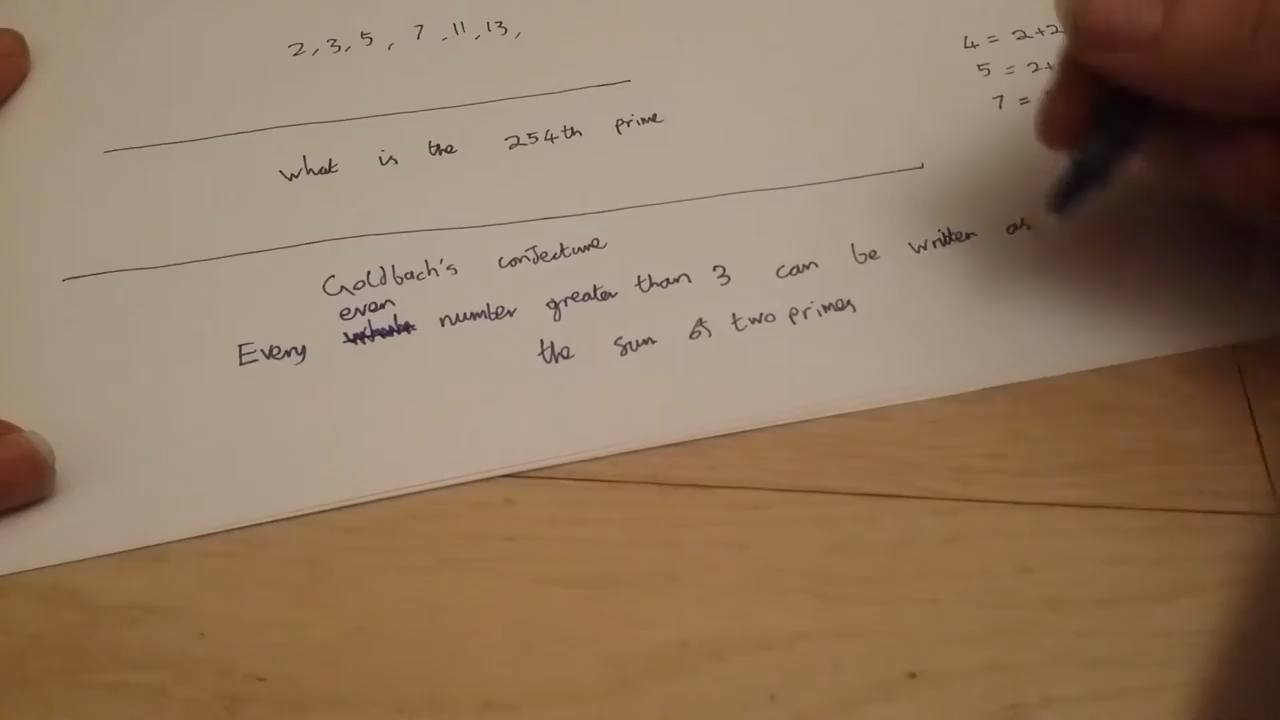 2, 3, 5, 7, 11, 13,
4 = 2+2
5 = 2+
7 =
What is the 254th prime
Goldbach's conjecture
even
Every number greater than 3 can be written as
the sum of two primes